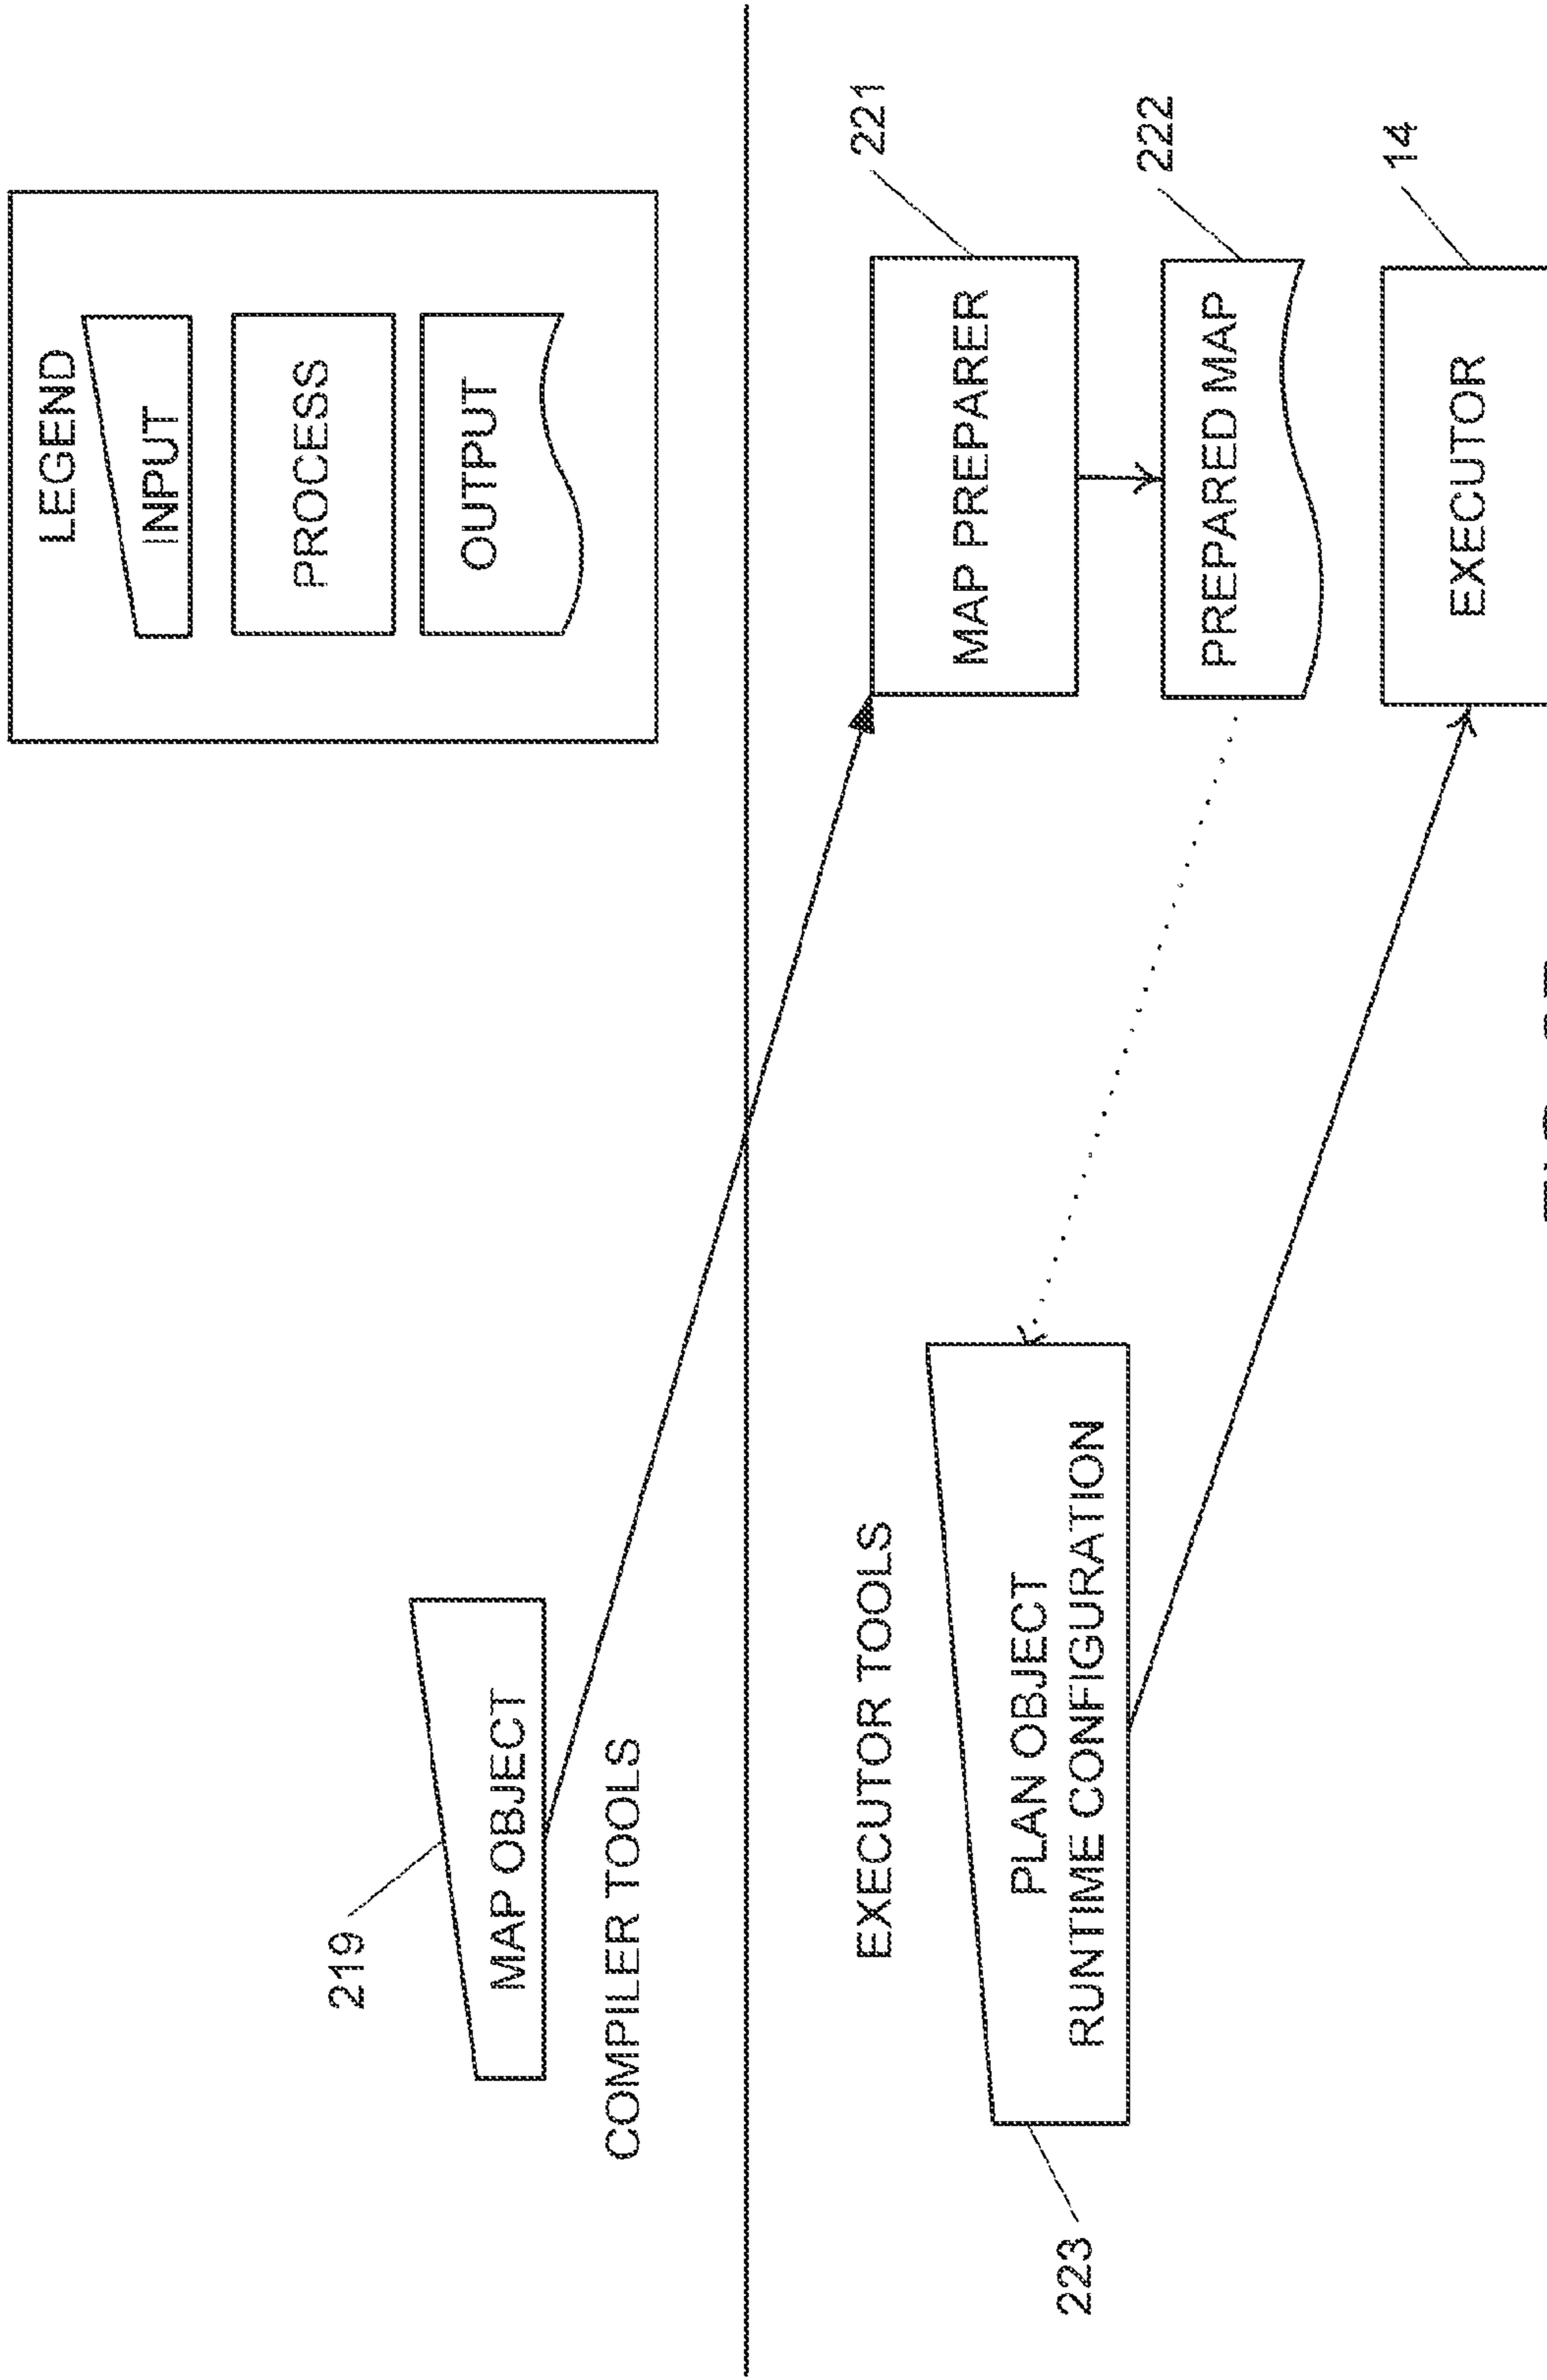 LEGEND
INPUT
PROCESS
OUTPUT
219
MAP OBJECT
COMPILER TOOLS
EXECUTOR TOOLS
221
MAP PREPARER
222
PREPARED MAP
223
PLAN OBJECT
RUNTIME CONFIGURATION
14
EXECUTOR